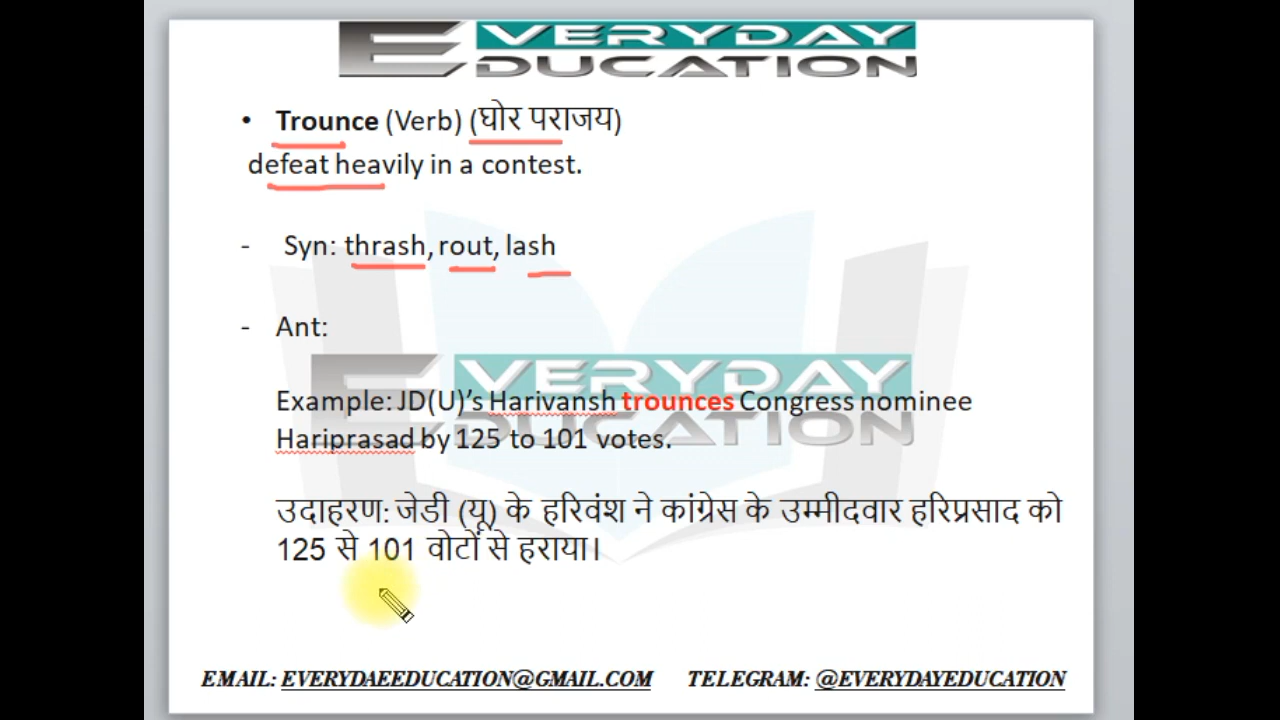 EVERYDAY
EDUCATION
• Trounce (Verb) (घोर पराजय)
defeat heavily in a contest.
- Syn: thrash, rout, lash
- Ant:
EVERYDAY
EDUCATION
Example: JD(U)’s Harivansh trounces Congress nominee
Hariprasad by 125 to 101 votes.
उदाहरण: जेडी (यू) के हरिवंश ने कांग्रेस के उम्मीदवार हरिप्रसाद को
125 से 101 वोटों से हराया।
EMAIL: EVERYDAEEDUCATION@GMAIL.COM TELEGRAM: @EVERYDAYEDUCATION